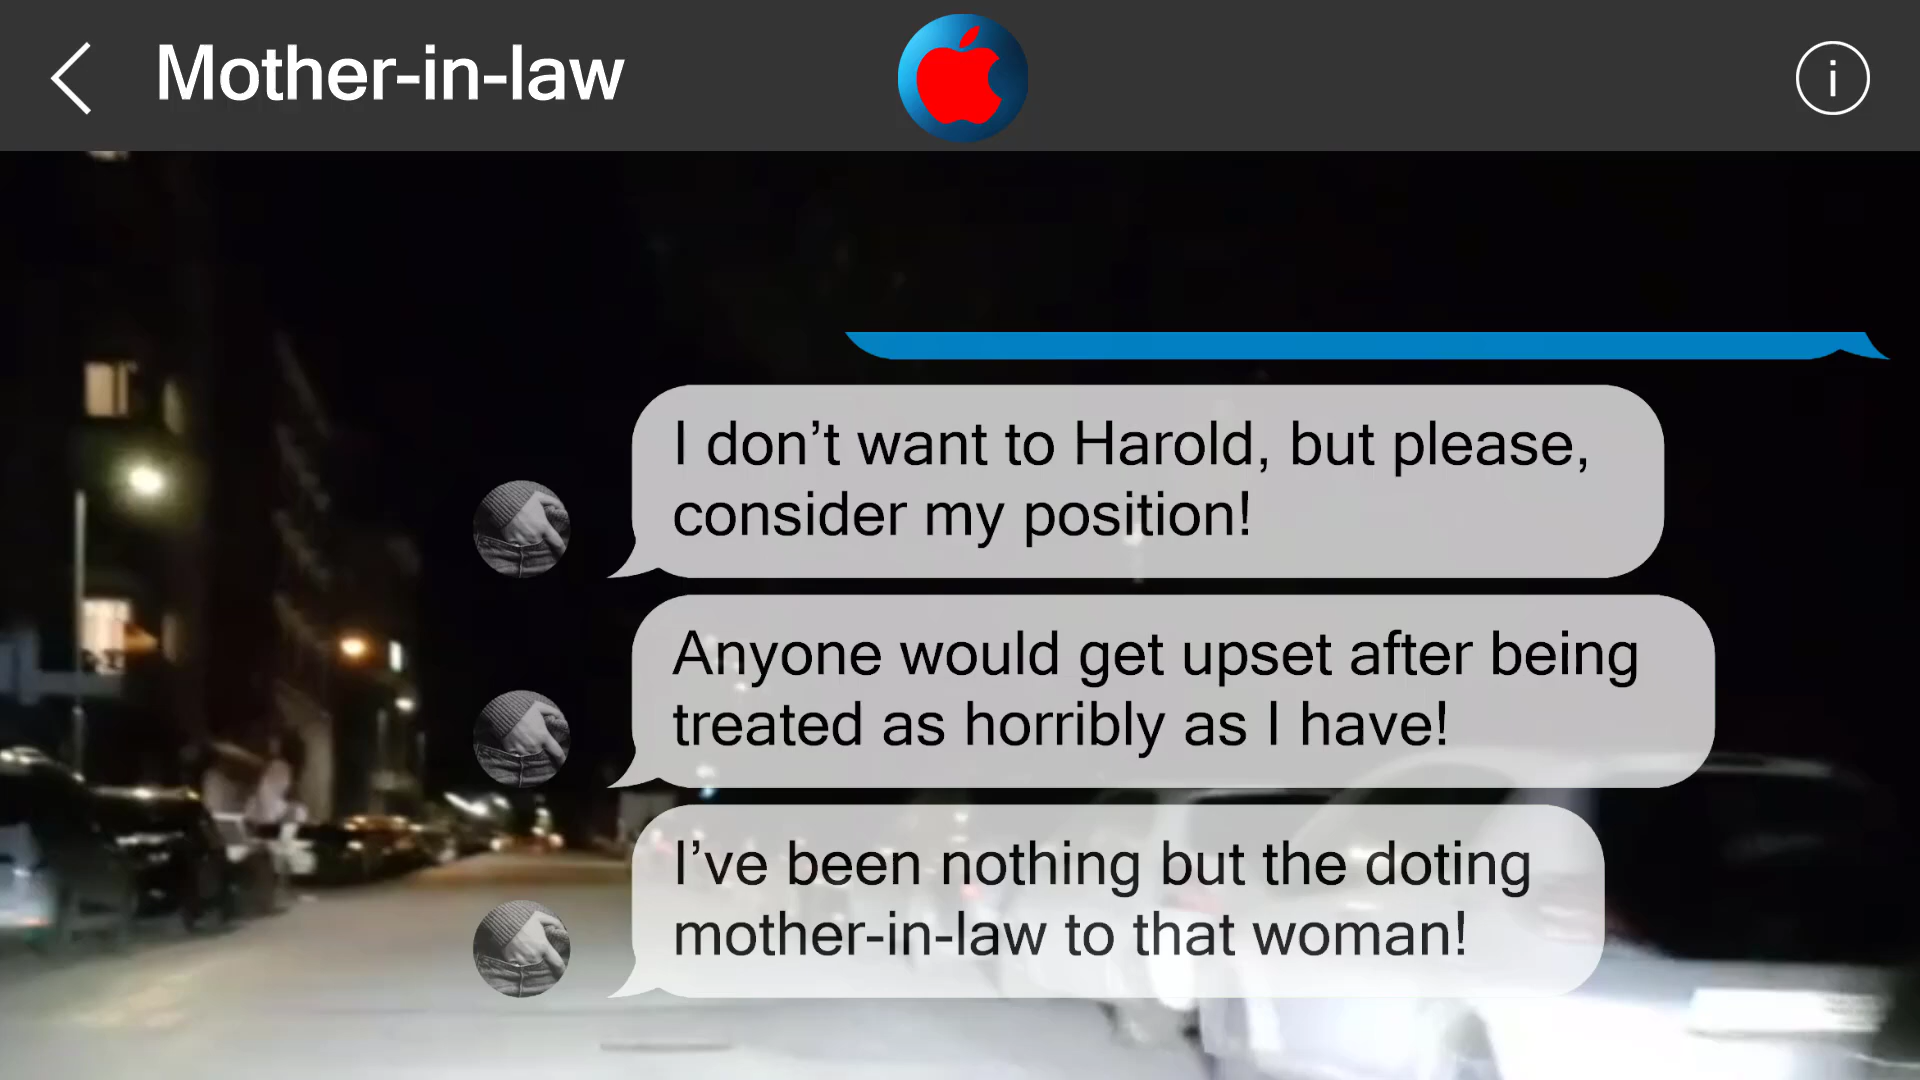 Mother-in-law
i
I don’t want to Harold, but please,
consider my position!
Anyone would get upset after being
treated as horribly as I have!
I’ve been nothing but the doting
mother-in-law to that woman!